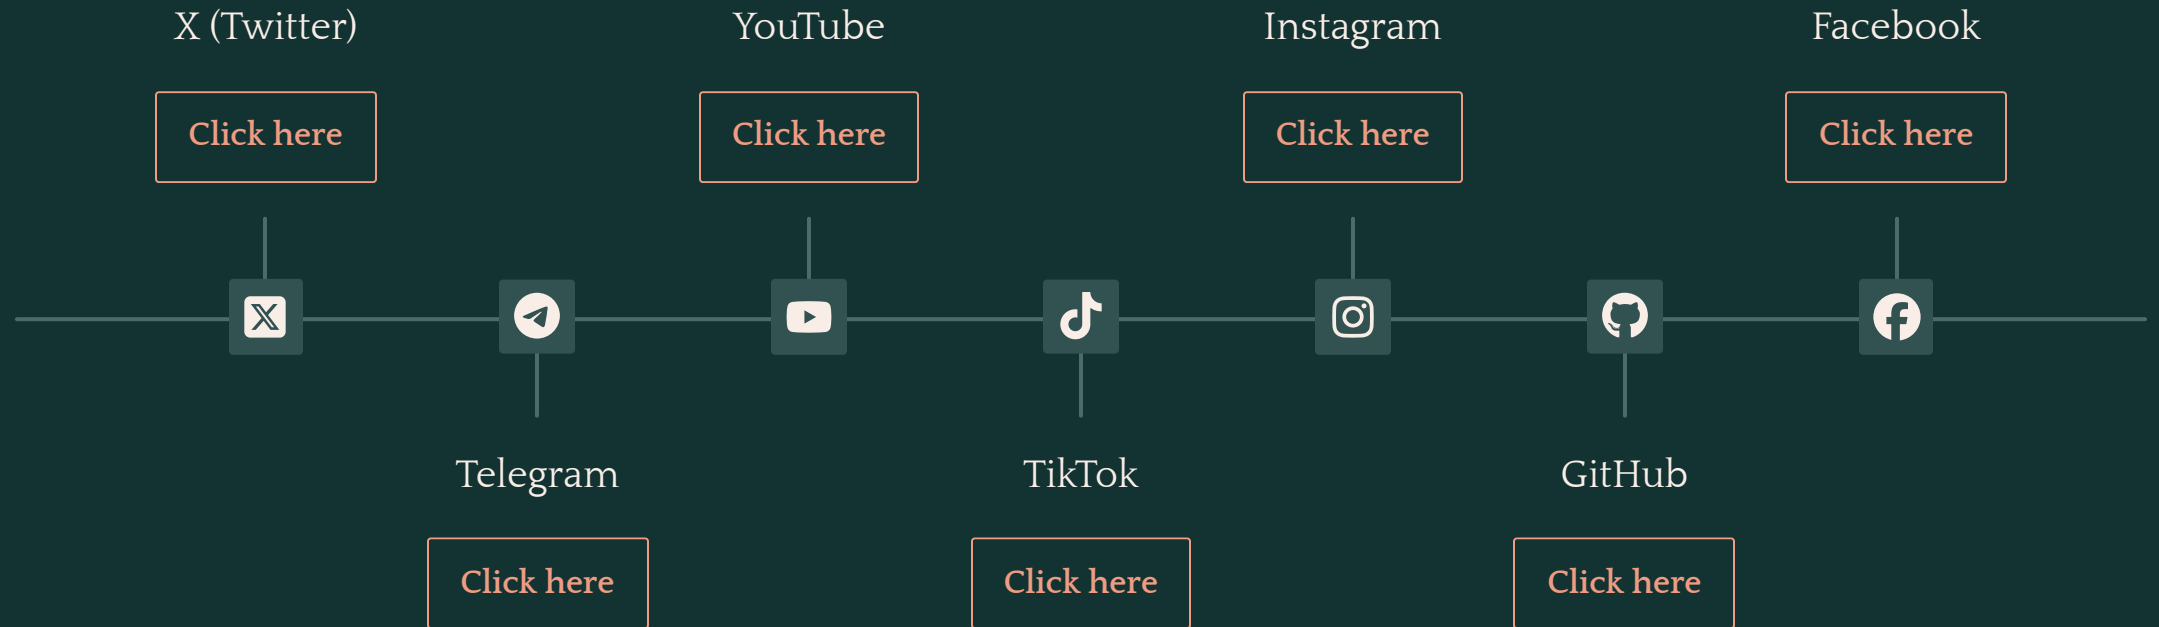 X (Twitter)
YouTube
Instagram
Facebook
Click here
Click here
Click here
Click here
Telegram
TikTok
GitHub
Click here
Click here
Click here